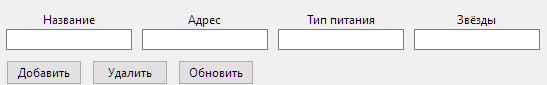 Название Адрес Тип питания Звёзды
Добавить Удалить Обновить